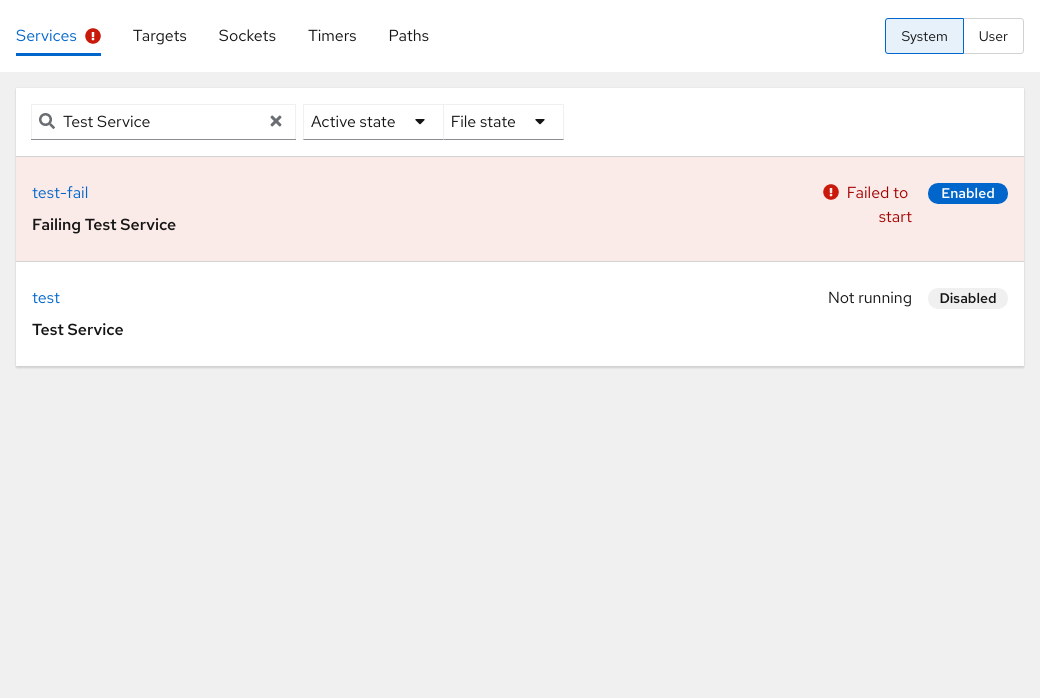 Services Targets Sockets Timers Paths System User
Test Service Active state File state
test-fail Failed to start Enabled
Failing Test Service
test Not running Disabled
Test Service